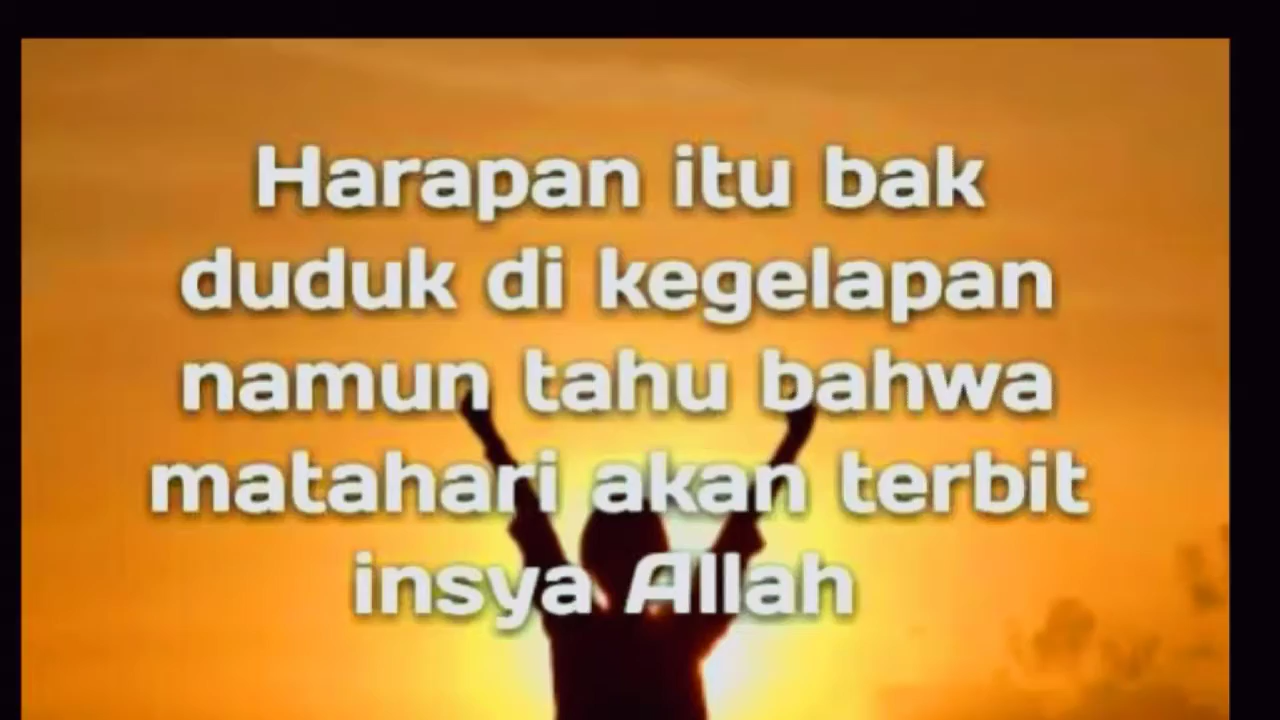 Harapan itu bak
duduk di kegelapan
namun tahu bahwa
matahari akan terbit
insya Allah